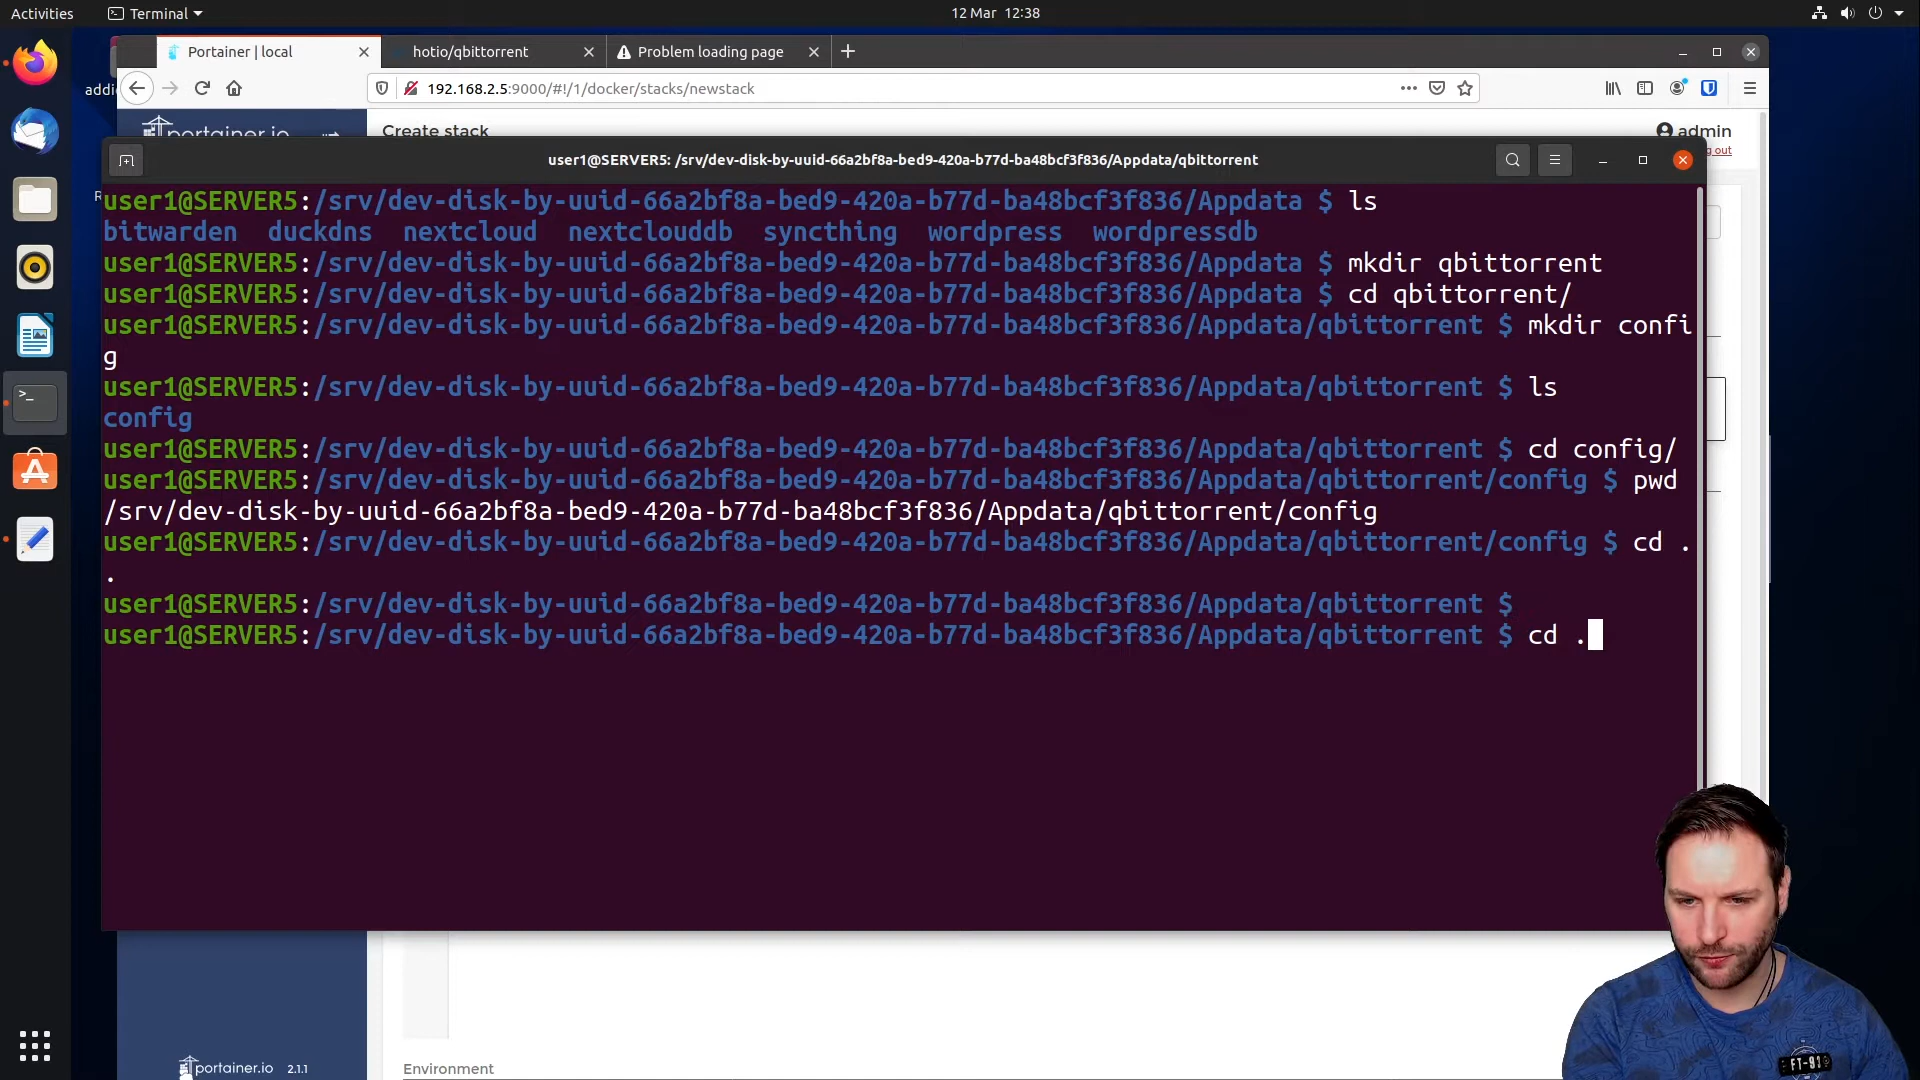 Activities
Terminal
12 Mar 12:38
Portainer | local
hotio/qbittorrent
Problem loading page
192.168.2.5:9000/#!/1/docker/stacks/newstack
portainer.io
Create stack
admin
user1@SERVER5: /srv/dev-disk-by-uuid-66a2bf8a-bed9-420a-b77d-ba48bcf3f836/Appdata/qbittorrent
user1@SERVER5:/srv/dev-disk-by-uuid-66a2bf8a-bed9-420a-b77d-ba48bcf3f836/Appdata $ ls
bitwarden duckdns nextcloud nextclouddb syncthing wordpress wordpressdb
user1@SERVER5:/srv/dev-disk-by-uuid-66a2bf8a-bed9-420a-b77d-ba48bcf3f836/Appdata $ mkdir qbittorrent
user1@SERVER5:/srv/dev-disk-by-uuid-66a2bf8a-bed9-420a-b77d-ba48bcf3f836/Appdata $ cd qbittorrent/
user1@SERVER5:/srv/dev-disk-by-uuid-66a2bf8a-bed9-420a-b77d-ba48bcf3f836/Appdata/qbittorrent $ mkdir confi
g
user1@SERVER5:/srv/dev-disk-by-uuid-66a2bf8a-bed9-420a-b77d-ba48bcf3f836/Appdata/qbittorrent $ ls
config
user1@SERVER5:/srv/dev-disk-by-uuid-66a2bf8a-bed9-420a-b77d-ba48bcf3f836/Appdata/qbittorrent $ cd config/
user1@SERVER5:/srv/dev-disk-by-uuid-66a2bf8a-bed9-420a-b77d-ba48bcf3f836/Appdata/qbittorrent/config $ pwd
/srv/dev-disk-by-uuid-66a2bf8a-bed9-420a-b77d-ba48bcf3f836/Appdata/qbittorrent/config
user1@SERVER5:/srv/dev-disk-by-uuid-66a2bf8a-bed9-420a-b77d-ba48bcf3f836/Appdata/qbittorrent/config $ cd .
.
user1@SERVER5:/srv/dev-disk-by-uuid-66a2bf8a-bed9-420a-b77d-ba48bcf3f836/Appdata/qbittorrent $
user1@SERVER5:/srv/dev-disk-by-uuid-66a2bf8a-bed9-420a-b77d-ba48bcf3f836/Appdata/qbittorrent $ cd .
portainer.io 2.1.1
Environment
FT-91